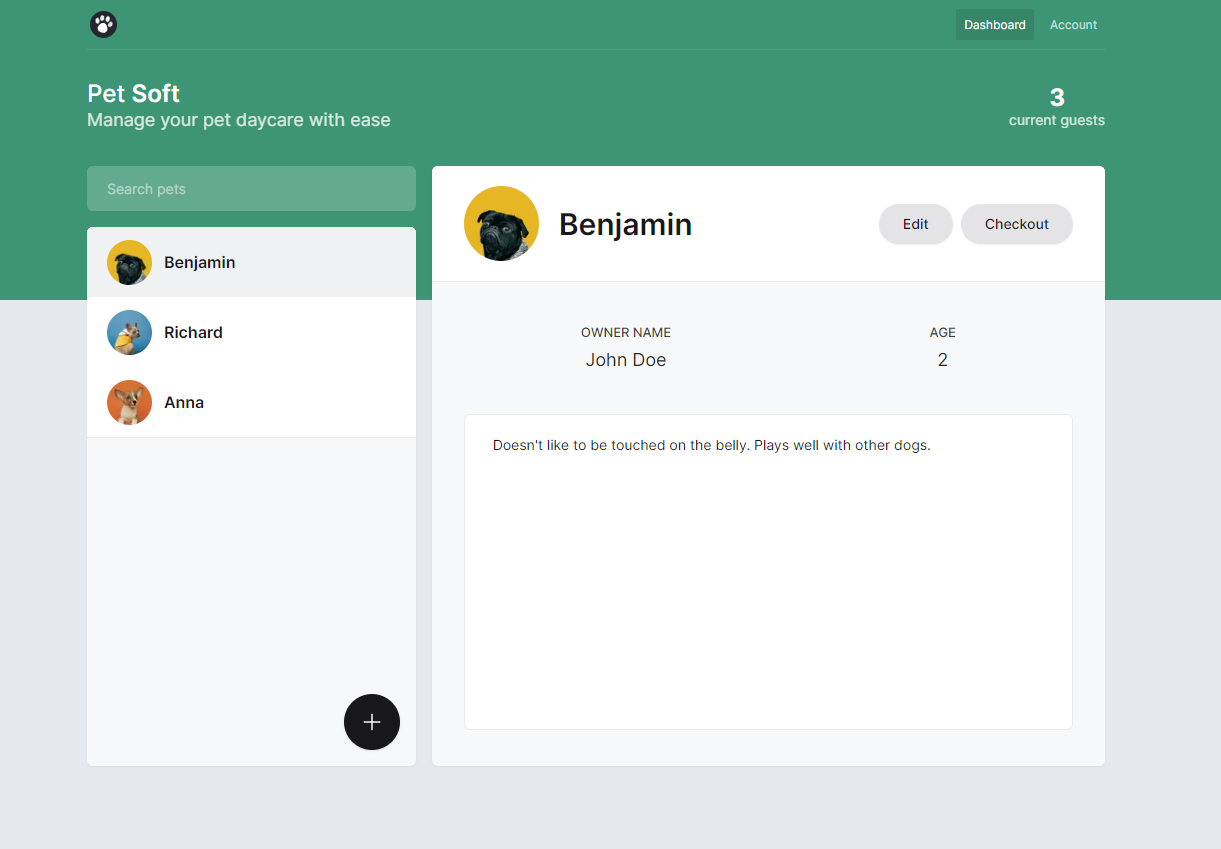 Dashboard Account
Pet Soft
Manage your pet daycare with ease
3
current guests
Search pets
Benjamin
Richard
Anna
Benjamin
Edit Checkout
OWNER NAME AGE
John Doe 2
Doesn't like to be touched on the belly. Plays well with other dogs.